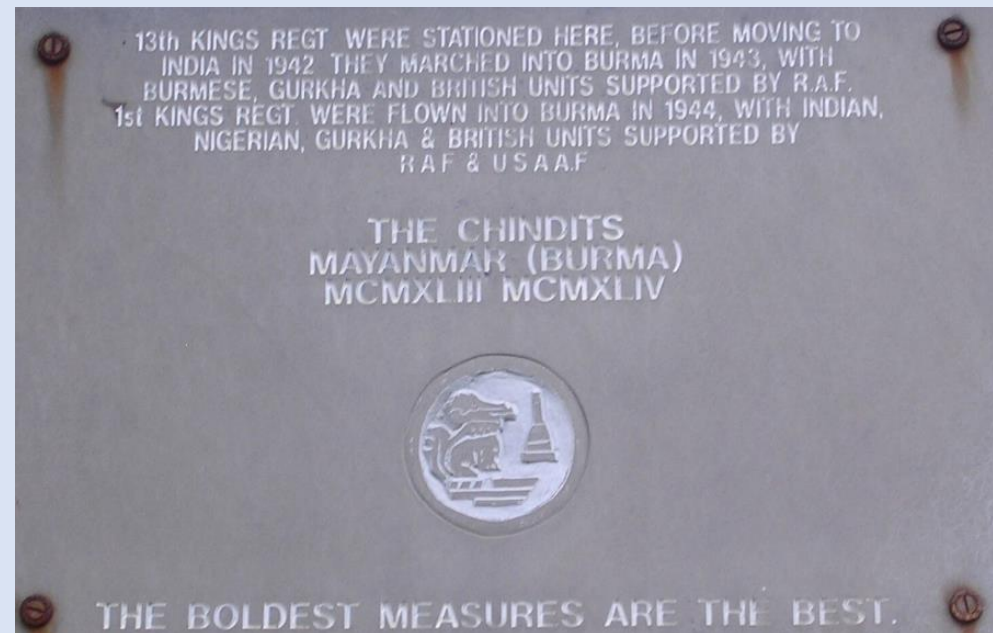 13th KINGS REGT. WERE STATIONED HERE, BEFORE MOVING TO
INDIA IN 1942 THEY MARCHED INTO BURMA IN 1943, WITH
BURMESE, GURKHA AND BRITISH UNITS SUPPORTED BY R.A.F.
1st KINGS REGT. WERE FLOWN INTO BURMA IN 1944, WITH INDIAN,
NIGERIAN, GURKHA & BRITISH UNITS SUPPORTED BY
R A F & U S A A.F
THE CHINDITS
MAYANMAR (BURMA)
MCMXLIII MCMXLIV
THE BOLDEST MEASURES ARE THE BEST.